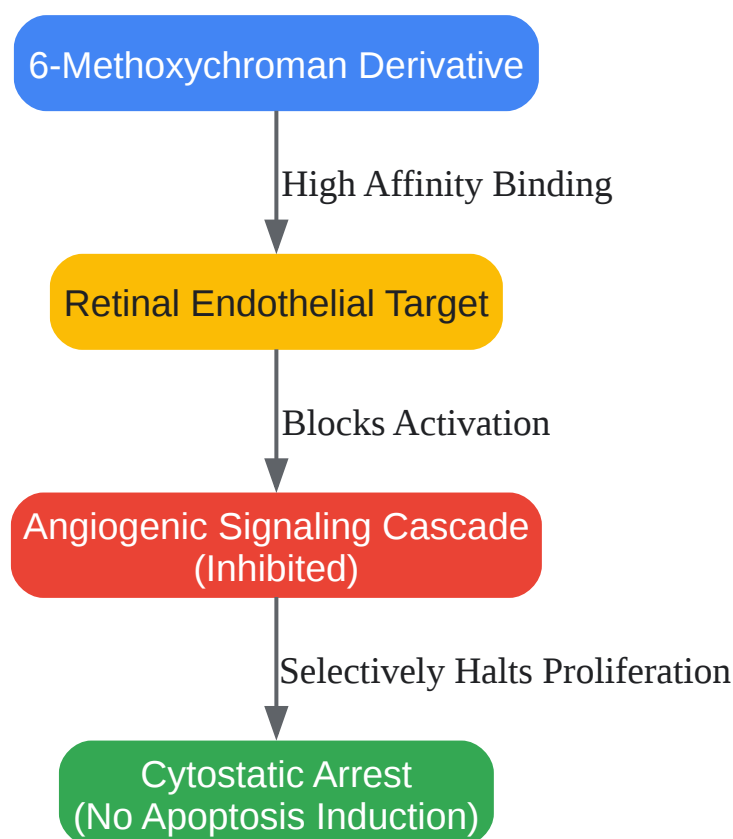 6-Methoxychroman Derivative
High Affinity Binding
Retinal Endothelial Target
Blocks Activation
Angiogenic Signaling Cascade
(Inhibited)
Selectively Halts Proliferation
Cytostatic Arrest
(No Apoptosis Induction)